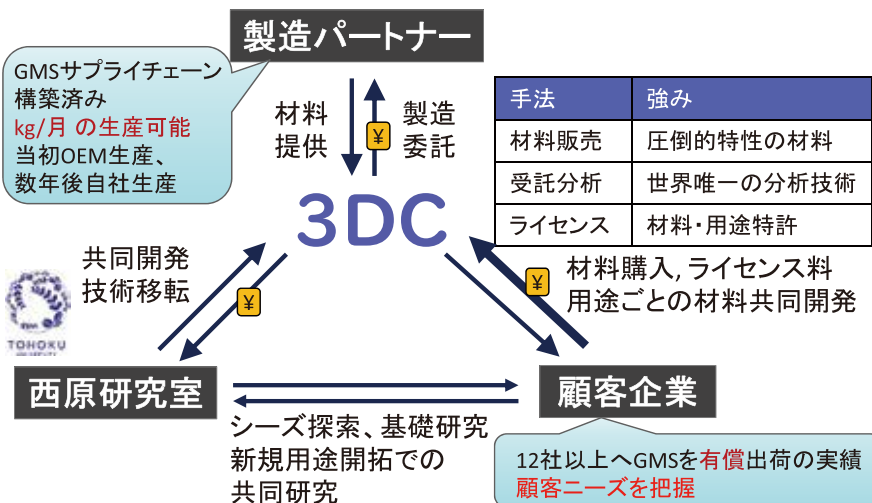 製造パートナー
GMSサプライチェーン
構築済み
kg/月 の生産可能
当初OEM生産、
数年後自社生産
材料
提供
¥
製造
委託
手法 強み
材料販売 圧倒的特性の材料
受託分析 世界唯一の分析技術
ライセンス 材料・用途特許
3DC
共同開発
技術移転
¥
¥
材料購入, ライセンス料
用途ごとの材料共同開発
TOHOKU
西原研究室
顧客企業
シーズ探索、基礎研究
新規用途開拓での
共同研究
12社以上へGMSを有償出荷の実績
顧客ニーズを把握